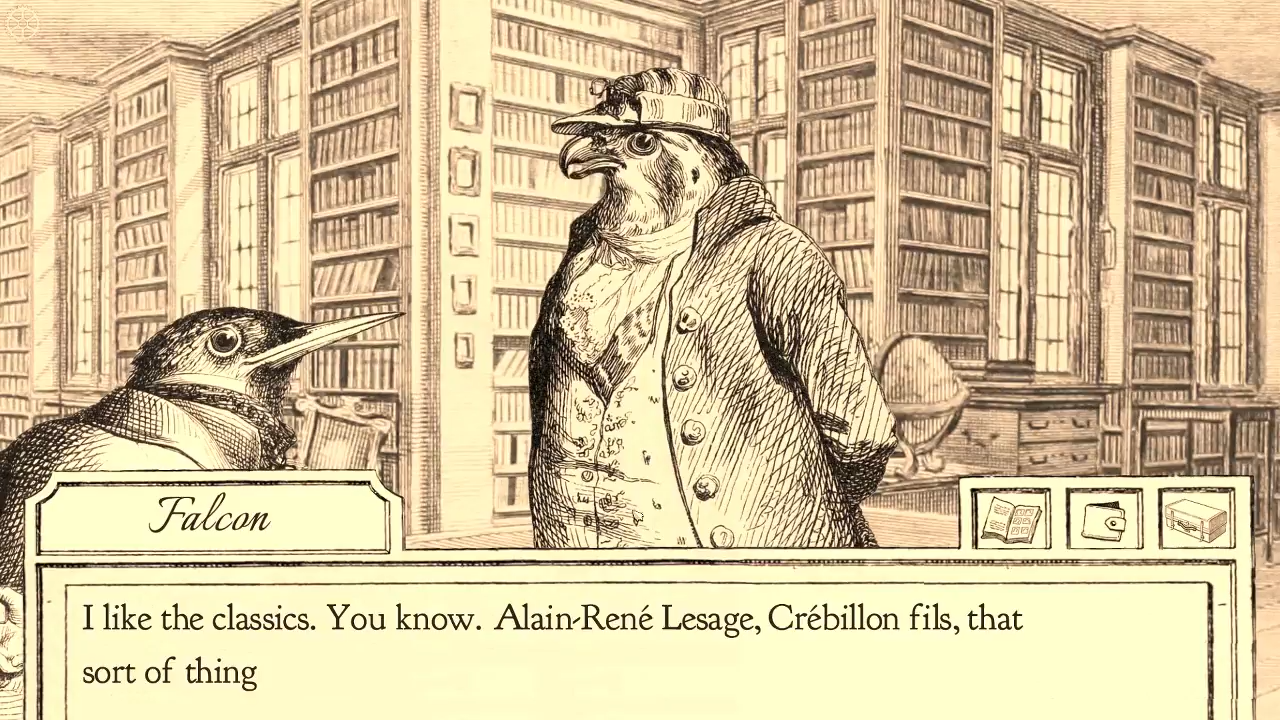 Falcon
I like the classics. You know. Alain-René Lesage, Crébillon fils, that
sort of thing